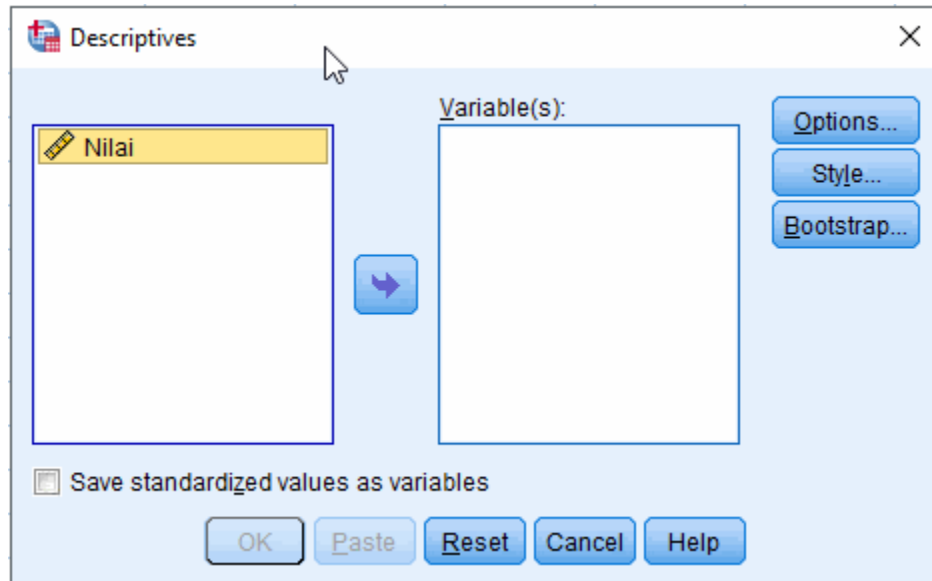 Descriptives
Variable(s):
Nilai
Options...
Style...
Bootstrap...
Save standardized values as variables
OK Paste Reset Cancel Help